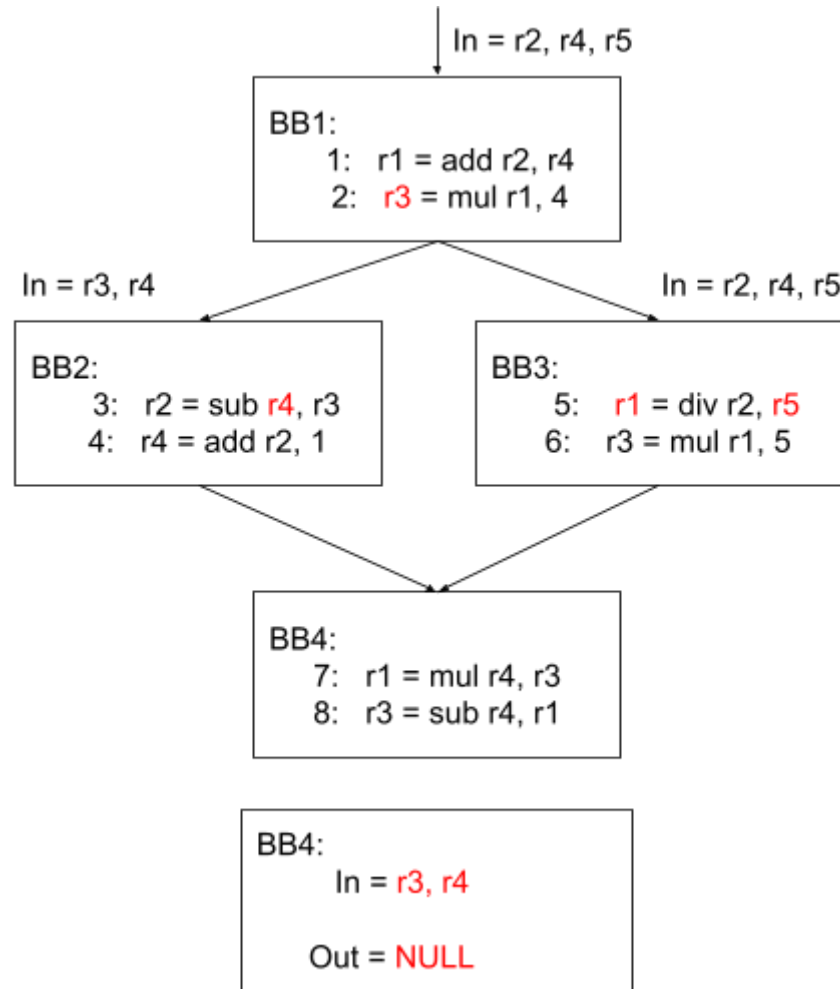 In = r2, r4, r5
BB1:
1: r1 = add r2, r4
2: r3 = mul r1, 4
In = r3, r4
In = r2, r4, r5
BB2:
3: r2 = sub r4, r3
4: r4 = add r2, 1
BB3:
5: r1 = div r2, r5
6: r3 = mul r1, 5
BB4:
7: r1 = mul r4, r3
8: r3 = sub r4, r1
BB4:
In = r3, r4
Out = NULL